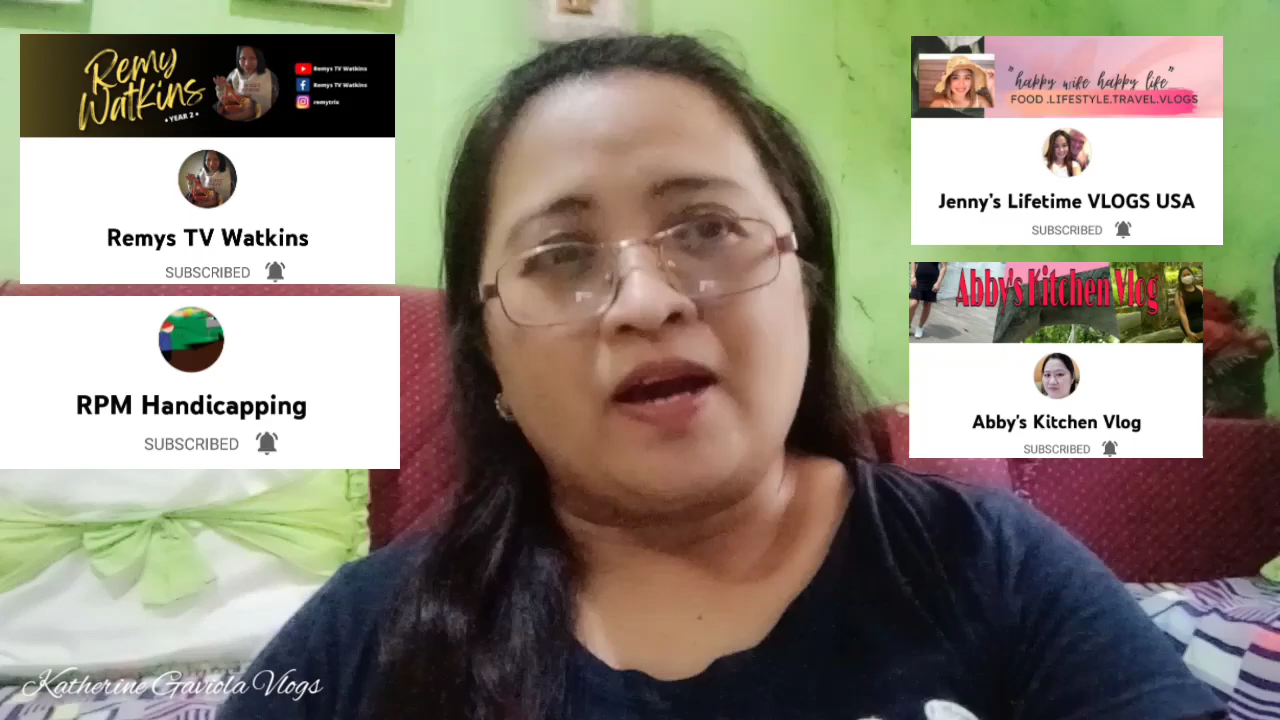 Remy
Watkins
• YEAR 2 •
Remys TV Watkins
Remys TV Watkins
remytrix
Remys TV Watkins
SUBSCRIBED
RPM Handicapping
SUBSCRIBED
"happy wife happy life"
FOOD .LIFESTYLE.TRAVEL.VLOGS
Jenny's Lifetime VLOGS USA
SUBSCRIBED
Abby's Kitchen Vlog
Abby's Kitchen Vlog
SUBSCRIBED
Katherine Gaviola Vlogs